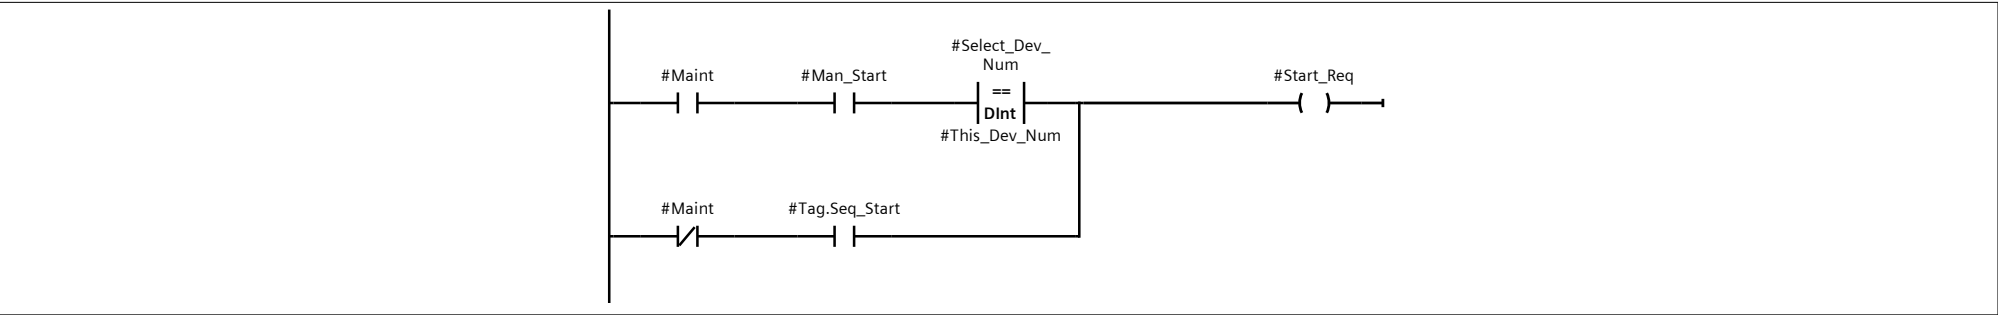 #Select_Dev_
Num
#Maint
#Man_Start
#Start_Req
==
DInt
#This_Dev_Num
#Maint
#Tag.Seq_Start